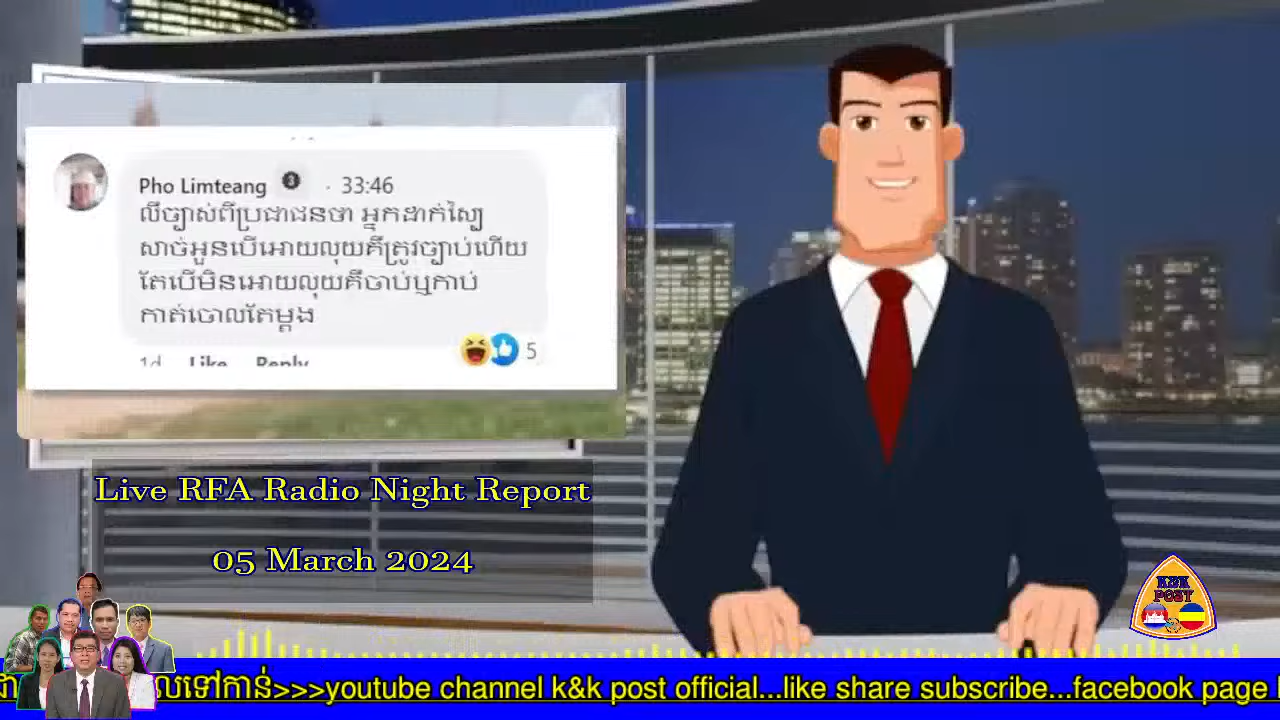 Pho Limteang 3 · 33:46
លឺច្បាស់ពីប្រជាជនថា អ្នកដាក់ស្បៃ
សាច់អួនបើអោយលុយគឺត្រូវច្បាប់ហើយ
តែបើមិនអោយលុយគឺចាប់ឬកាប់
កាត់ចោលតែម្ដង
1d Like Reply
5
Live RFA Radio Night Report
05 March 2024
K&K
POST
លទៅកាន់>>>youtube channel k&k post official...like share subscribe...facebook page